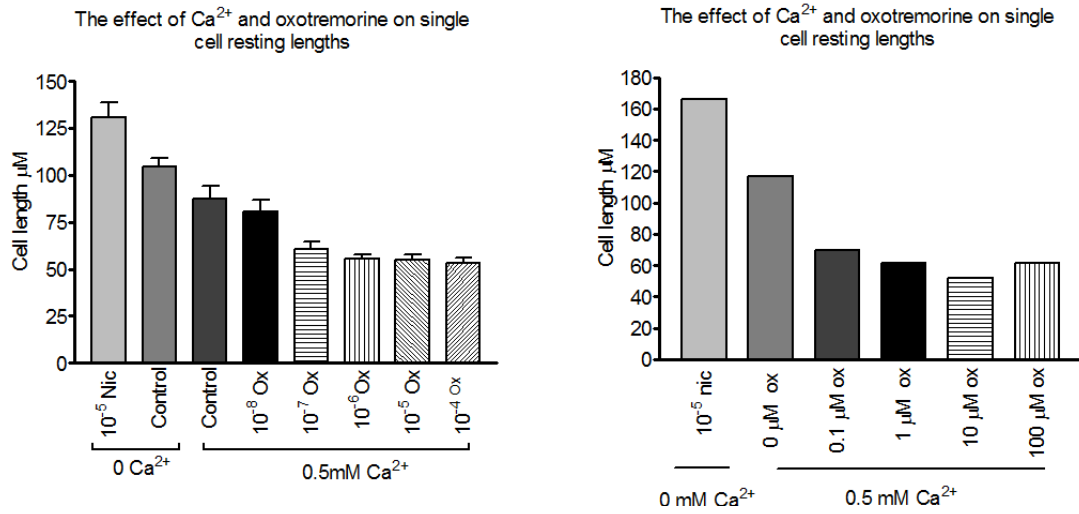 The effect of Ca²⁺ and oxotremorine on single
cell resting lengths
150
125
100
75
50
25
0
Cell length μM
10⁻⁵ Nic
Control
Control
10⁻⁸ Ox
10⁻⁷ Ox
10⁻⁶ Ox
10⁻⁵ Ox
10⁻⁴ Ox
0 Ca²⁺
0.5mM Ca²⁺
The effect of Ca²⁺ and oxotremorine on single
cell resting lengths
180
160
140
120
100
80
60
40
20
0
Cell length μM
10⁻⁵ nic
0 μM ox
0.1 μM ox
1 μM ox
10 μM ox
100 μM ox
0 mM Ca²⁺
0.5 mM Ca²⁺